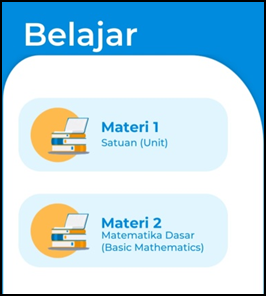 Belajar
Materi 1
Satuan (Unit)
Materi 2
Matematika Dasar
(Basic Mathematics)